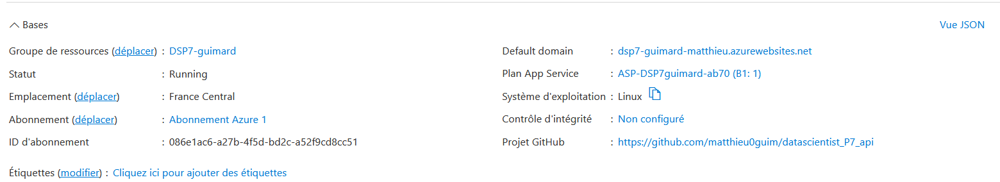 Bases
Vue JSON
Groupe de ressources (déplacer) : DSP7-guimard
Statut : Running
Emplacement (déplacer) : France Central
Abonnement (déplacer) : Abonnement Azure 1
ID d'abonnement : 086e1ac6-a27b-4f5d-bd2c-a52f9cd8cc51
Default domain : dsp7-guimard-matthieu.azurewebsites.net
Plan App Service : ASP-DSP7guimard-ab70 (B1: 1)
Système d'exploitation : Linux
Contrôle d'intégrité : Non configuré
Projet GitHub : https://github.com/matthieu0guim/datascientist_P7_api
Étiquettes (modifier) : Cliquez ici pour ajouter des étiquettes